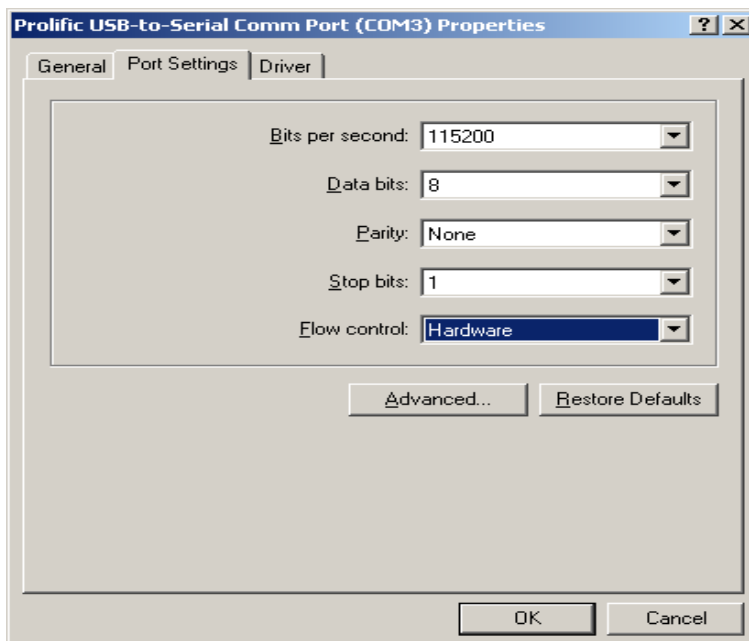 Prolific USB-to-Serial Comm Port (COM3) Properties ? X
General Port Settings Driver
Bits per second: 115200
Data bits: 8
Parity: None
Stop bits: 1
Flow control: Hardware
Advanced... Restore Defaults
OK Cancel